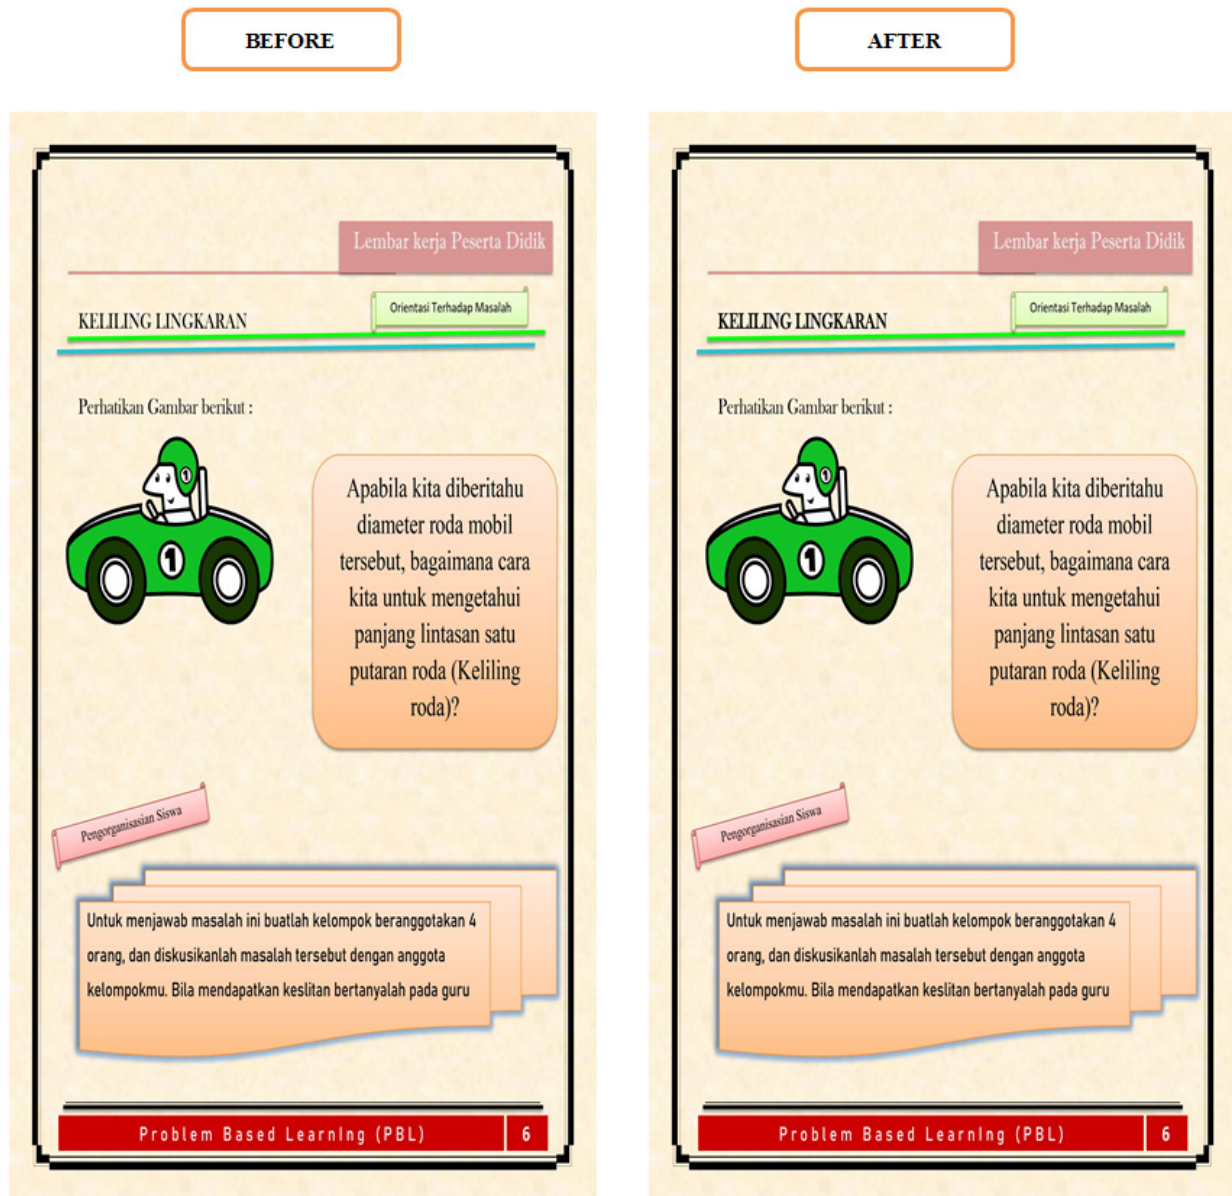 BEFORE
Lembar kerja Peserta Didik
Orientasi Terhadap Masalah
KELILING LINGKARAN
Perhatikan Gambar berikut :
1
1
Apabila kita diberitahu
diameter roda mobil
tersebut, bagaimana cara
kita untuk mengetahui
panjang lintasan satu
putaran roda (Keliling
roda)?
Pengorganisasian Siswa
Untuk menjawab masalah ini buatlah kelompok beranggotakan 4
orang, dan diskusikanlah masalah tersebut dengan anggota
kelompokmu. Bila mendapatkan keslitan bertanyalah pada guru
Problem Based LearnIng (PBL) 6
AFTER
Lembar kerja Peserta Didik
Orientasi Terhadap Masalah
KELILING LINGKARAN
Perhatikan Gambar berikut :
1
1
Apabila kita diberitahu
diameter roda mobil
tersebut, bagaimana cara
kita untuk mengetahui
panjang lintasan satu
putaran roda (Keliling
roda)?
Pengorganisasian Siswa
Untuk menjawab masalah ini buatlah kelompok beranggotakan 4
orang, dan diskusikanlah masalah tersebut dengan anggota
kelompokmu. Bila mendapatkan keslitan bertanyalah pada guru
Problem Based LearnIng (PBL) 6